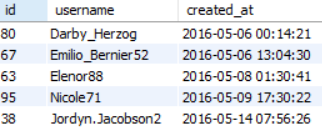 id username created_at
80 Darby_Herzog 2016-05-06 00:14:21
67 Emilio_Bernier52 2016-05-06 13:04:30
63 Elenor88 2016-05-08 01:30:41
95 Nicole71 2016-05-09 17:30:22
38 Jordyn.Jacobson2 2016-05-14 07:56:26